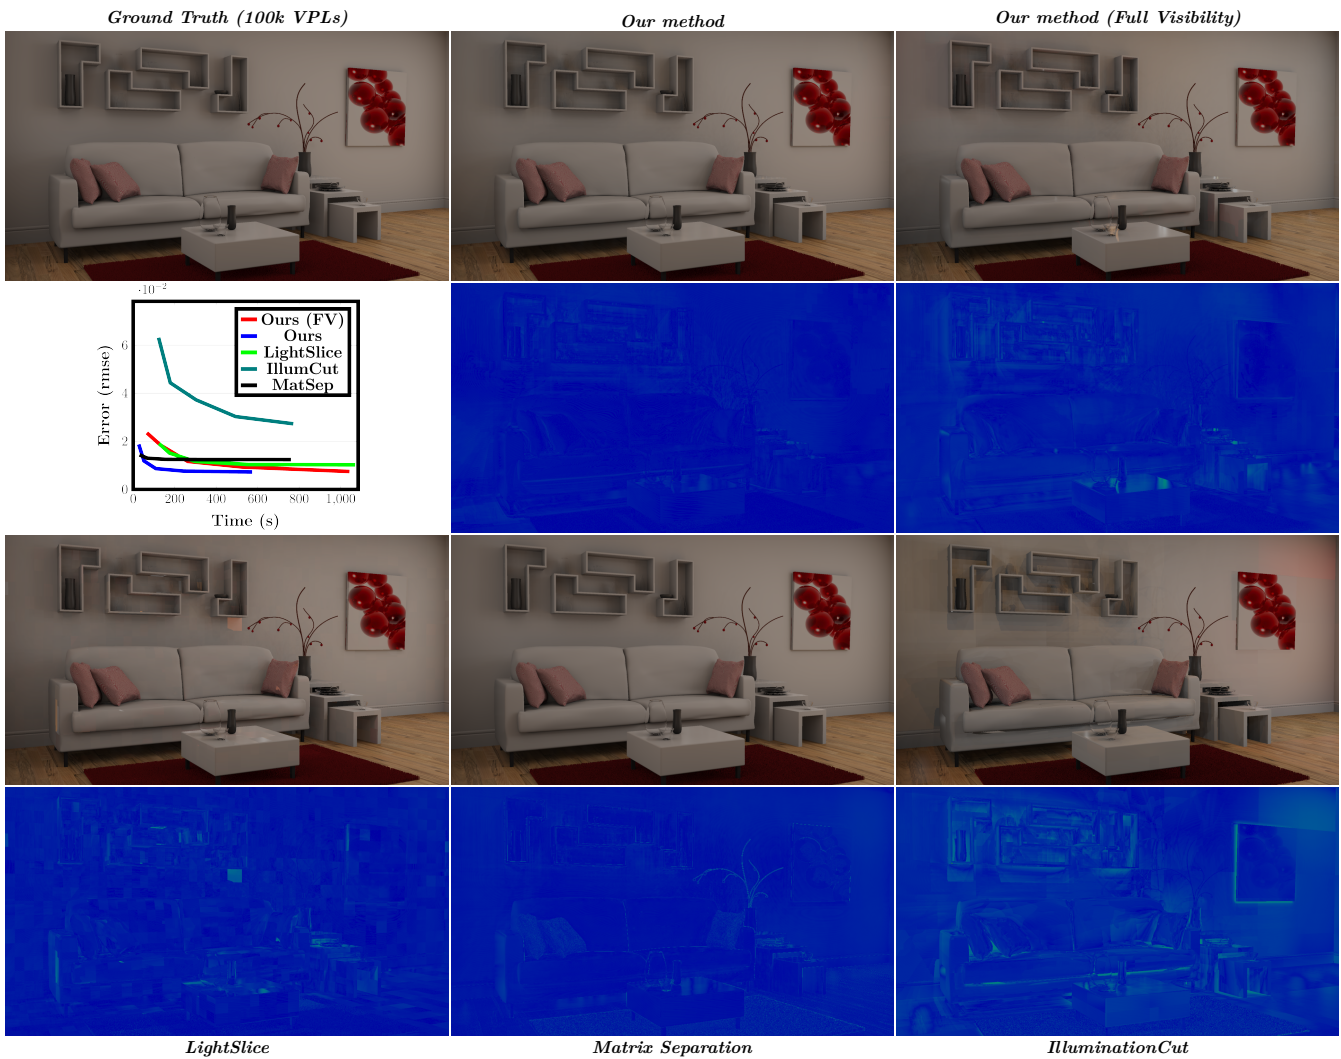 Ground Truth (100k VPLs)
Our method
Our method (Full Visibility)
·10⁻²
Ours (FV)
Ours
LightSlice
IllumCut
MatSep
Error (rmse)
6
4
2
0
0 200 400 600 800 1,000
Time (s)
LightSlice
Matrix Separation
IlluminationCut